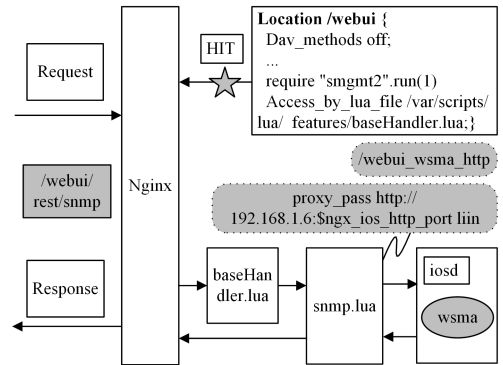 Location /webui {
Dav_methods off;
...
require "smgmt2".run(1)
Access_by_lua_file /var/scripts/
lua/_features/baseHandler.lua;}
HIT
Request
/webui_wsma_http
/webui/
rest/snmp
Nginx
proxy_pass http://
192.168.1.6:$ngx_ios_http_port liin
Response
baseHan
dler.lua
snmp.lua
iosd
wsma